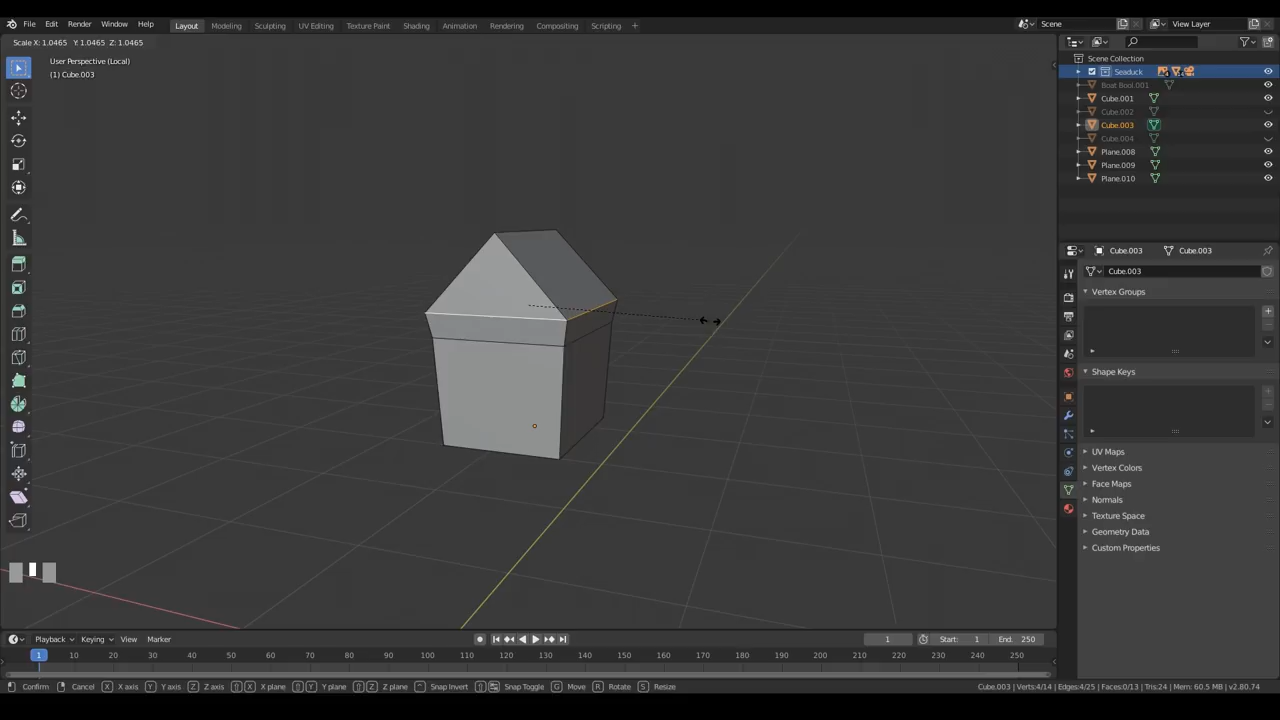 File Edit Render Window Help
Layout Modeling Sculpting UV Editing Texture Paint Shading Animation Rendering Compositing Scripting +
Scene
View Layer
Scale X: 1.0465 Y: 1.0465 Z: 1.0465
User Perspective (Local)
(1) Cube.003
Scene Collection
Seaduck
Boat Bool.001
Cube.001
Cube.002
Cube.003
Cube.004
Plane.008
Plane.009
Plane.010
Cube.003 Cube.003
Cube.003
Vertex Groups
Shape Keys
UV Maps
Vertex Colors
Face Maps
Normals
Texture Space
Geometry Data
Custom Properties
Playback Keying View Marker
1 Start: 1 End: 250
1 10 20 30 40 50 60 70 80 90 100 110 120 130 140 150 160 170 180 190 200 210 220 230 240 250
Confirm Cancel X X axis Y Y axis Z Z axis X X plane Y Y plane Z Z plane Snap Invert Snap Toggle G Move R Rotate S Resize
Cube.003 | Verts:4/14 | Edges:4/25 | Faces:0/13 | Tris:24 | Mem: 60.5 MB | v2.80.74